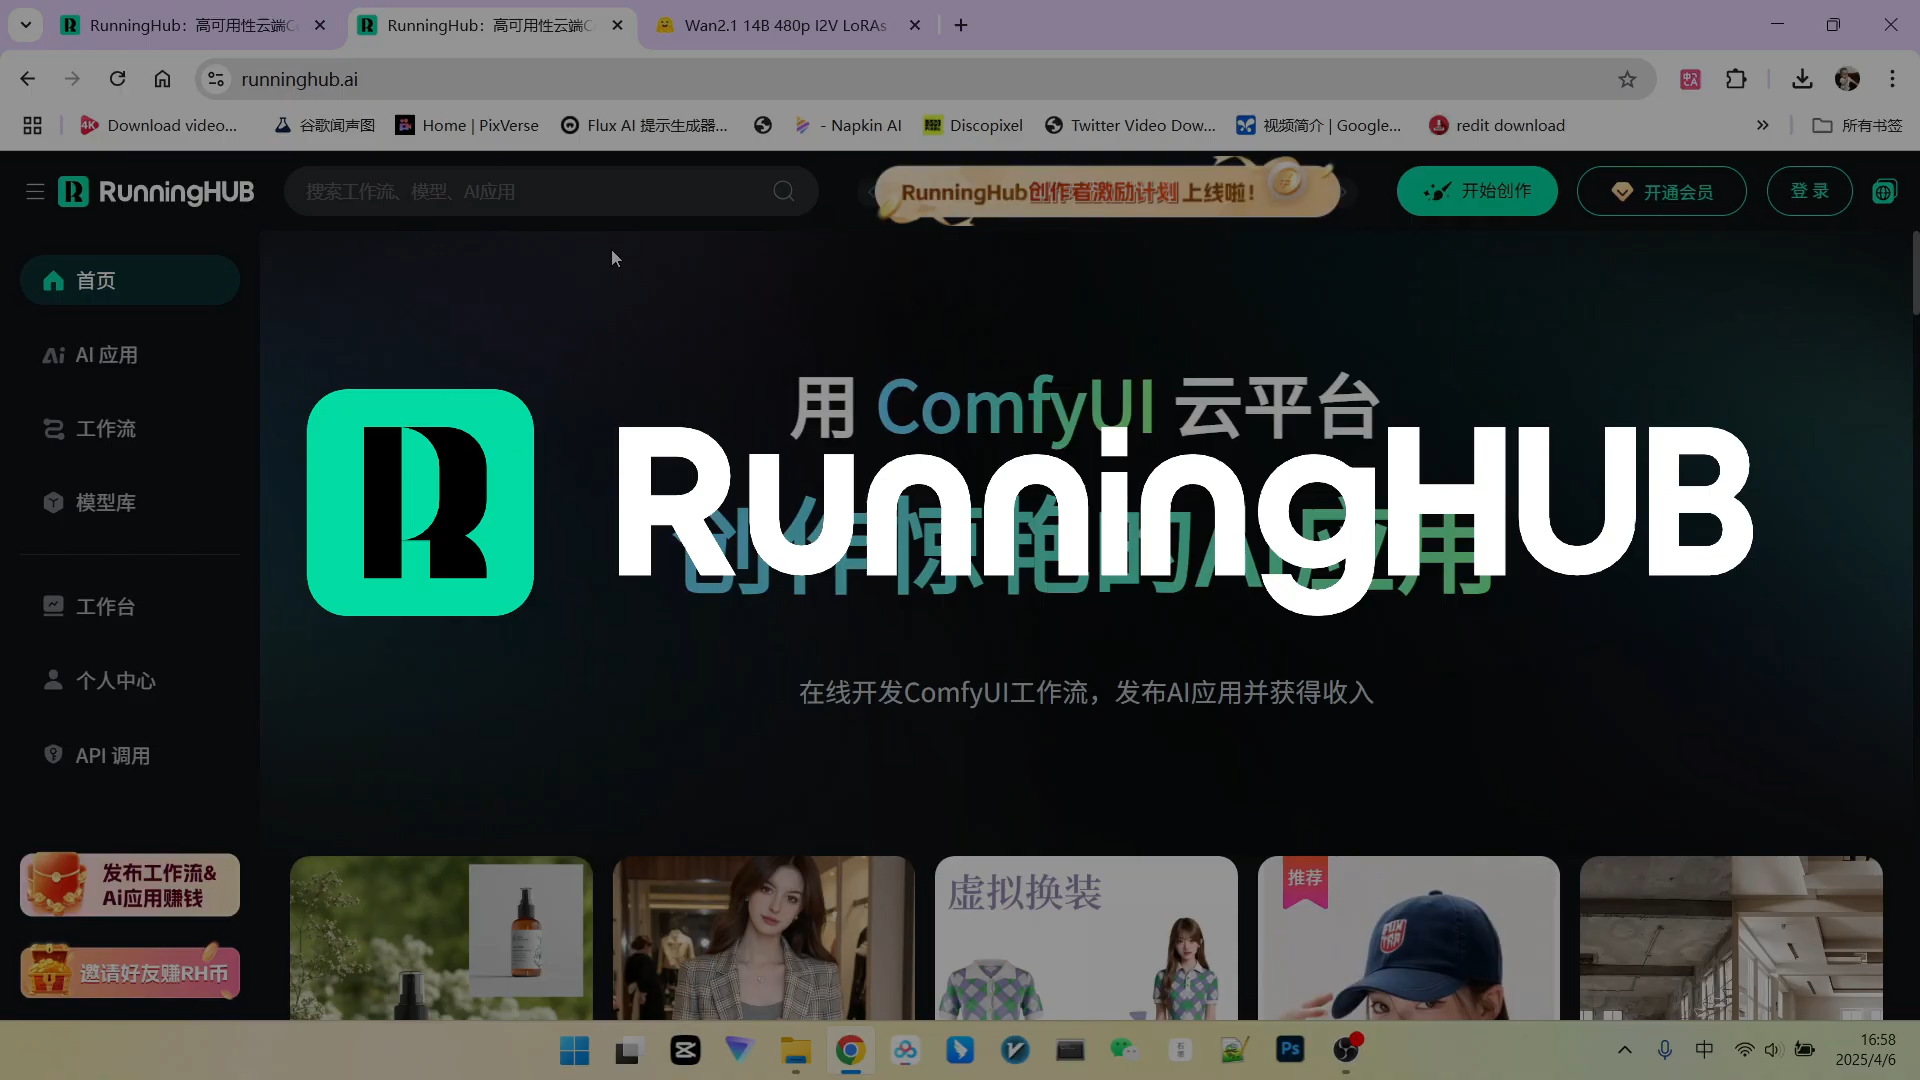 RunningHub：高可用性云端C
RunningHub：高可用性云端C
Wan2.1 14B 480p I2V LoRAs
runninghub.ai
Download video...
谷歌闻声图
Home | PixVerse
Flux AI 提示生成器...
- Napkin AI
Discopixel
Twitter Video Dow...
视频简介 | Google...
redit download
所有书签
RunningHUB
搜索工作流、模型、AI应用
RunningHub创作者激励计划 上线啦！
开始创作
开通会员
登 录
首页
AI 应用
工作流
模型库
工作台
个人中心
API 调用
用 ComfyUI 云平台
创作惊艳的AI应用
RunningHUB
在线开发ComfyUI工作流，发布AI应用并获得收入
发布工作流&
Ai应用赚钱
邀请好友赚RH币
虚拟换装
推荐
中
16:58
2025/4/6